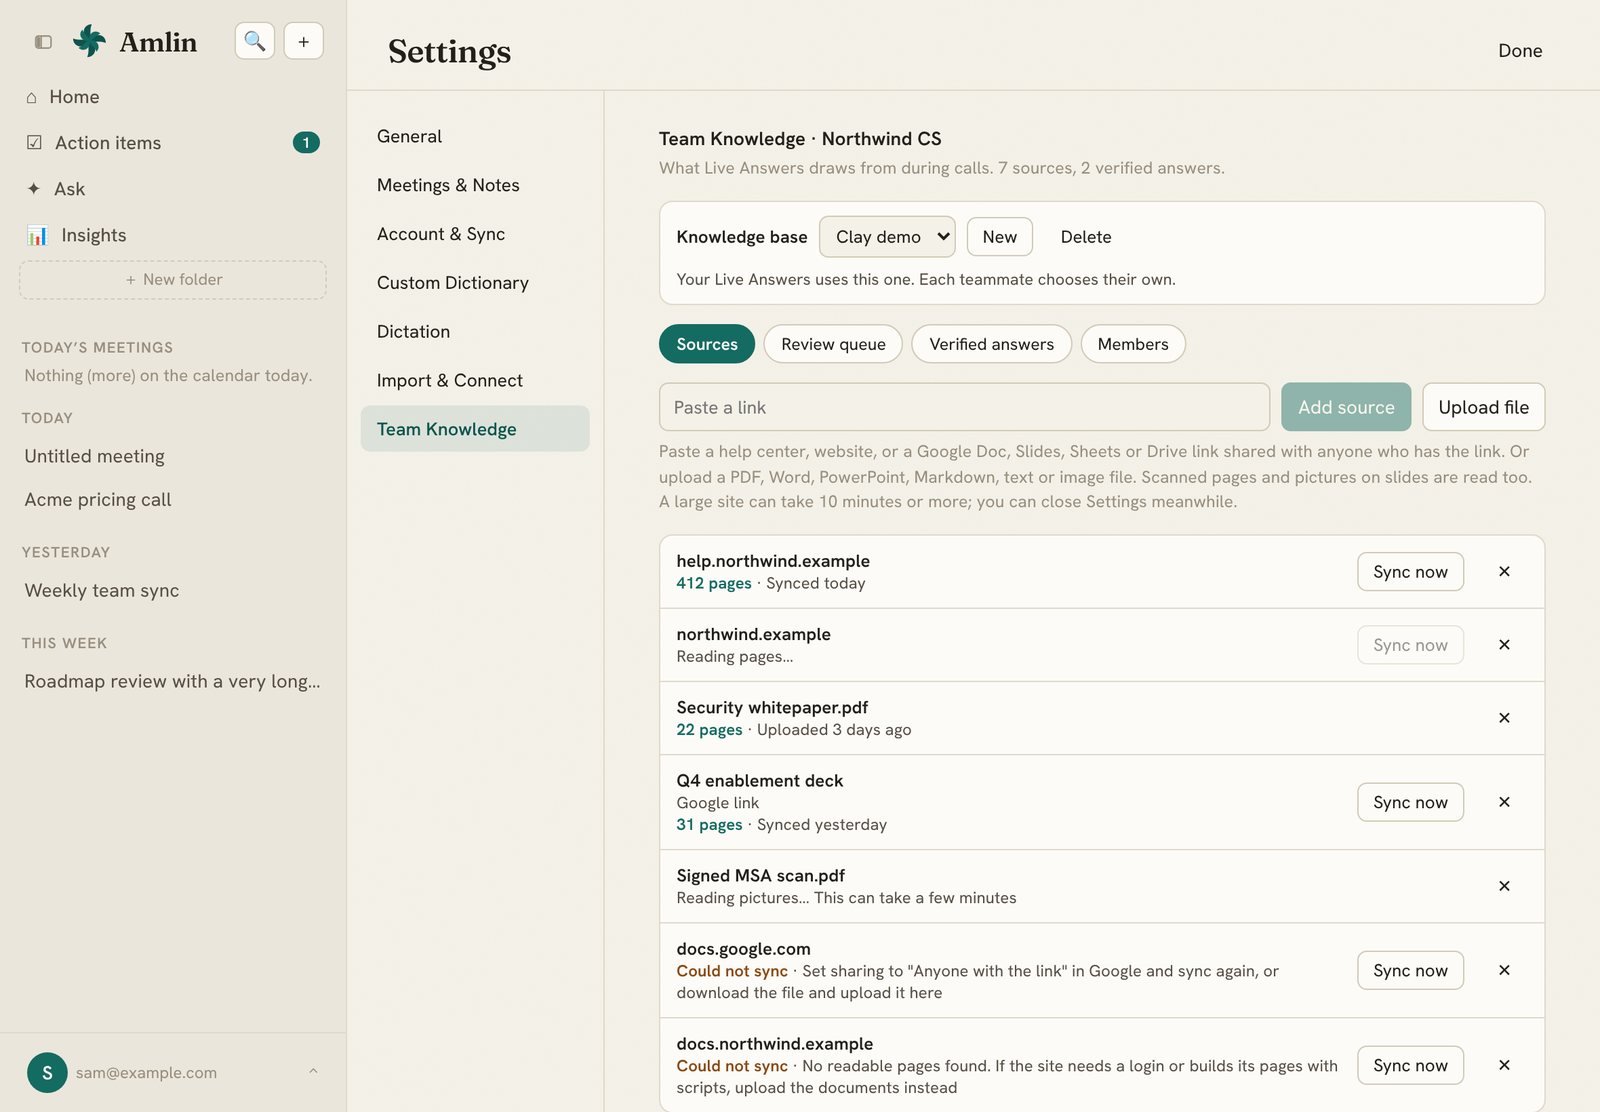 Amlin
+
Home
Action items
1
Ask
Insights
+ New folder
TODAY’S MEETINGS
Nothing (more) on the calendar today.
TODAY
Untitled meeting
Acme pricing call
YESTERDAY
Weekly team sync
THIS WEEK
Roadmap review with a very long…
S
sam@example.com
Settings
Done
General
Meetings & Notes
Account & Sync
Custom Dictionary
Dictation
Import & Connect
Team Knowledge
Team Knowledge · Northwind CS
What Live Answers draws from during calls. 7 sources, 2 verified answers.
Knowledge base
Clay demo
New
Delete
Your Live Answers uses this one. Each teammate chooses their own.
Sources
Review queue
Verified answers
Members
Paste a link
Add source
Upload file
Paste a help center, website, or a Google Doc, Slides, Sheets or Drive link shared with anyone who has the link. Or
upload a PDF, Word, PowerPoint, Markdown, text or image file. Scanned pages and pictures on slides are read too.
A large site can take 10 minutes or more; you can close Settings meanwhile.
help.northwind.example
412 pages · Synced today
Sync now
✕
northwind.example
Reading pages…
Sync now
✕
Security whitepaper.pdf
22 pages · Uploaded 3 days ago
✕
Q4 enablement deck
Google link
31 pages · Synced yesterday
Sync now
✕
Signed MSA scan.pdf
Reading pictures… This can take a few minutes
✕
docs.google.com
Could not sync · Set sharing to "Anyone with the link" in Google and sync again, or
download the file and upload it here
Sync now
✕
docs.northwind.example
Could not sync · No readable pages found. If the site needs a login or builds its pages with
scripts, upload the documents instead
Sync now
✕